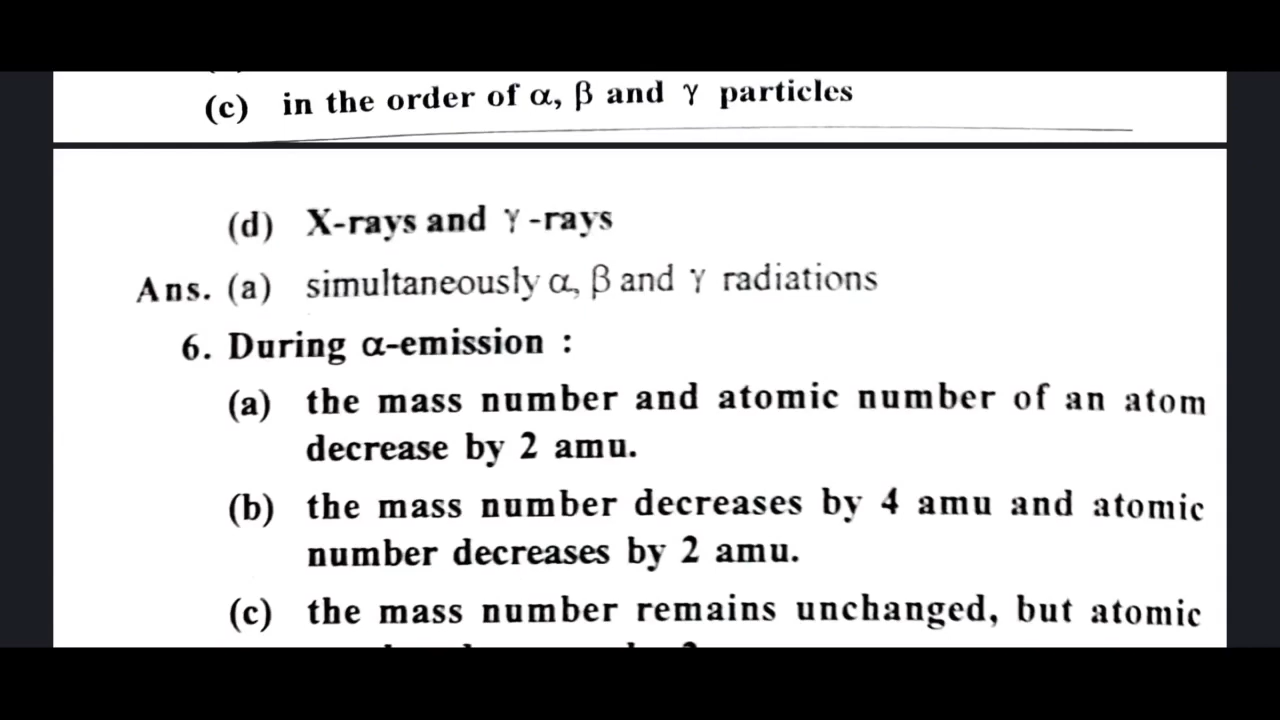 (c) in the order of α, β and γ particles
(d) X-rays and γ -rays
Ans. (a) simultaneously α, β and γ radiations
6. During α-emission :
(a) the mass number and atomic number of an atom
decrease by 2 amu.
(b) the mass number decreases by 4 amu and atomic
number decreases by 2 amu.
(c) the mass number remains unchanged, but atomic